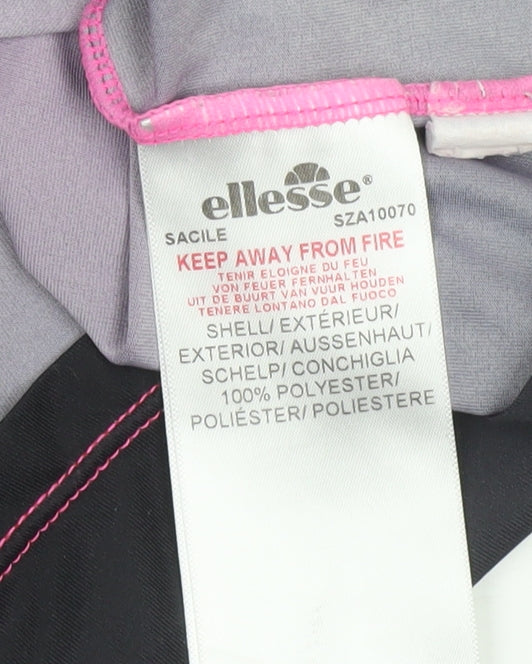 ellesse®
SACILE SZA10070
KEEP AWAY FROM FIRE
TENIR ELOIGNE DU FEU
VON FEUER FERNHALTEN
UIT DE BUURT VAN VUUR HOUDEN
TENERE LONTANO DAL FUOCO
SHELL/ EXTÉRIEUR/
EXTERIOR/ AUSSENHAUT/
SCHELP/ CONCHIGLIA
100% POLYESTER/
POLIÉSTER/ POLIESTERE